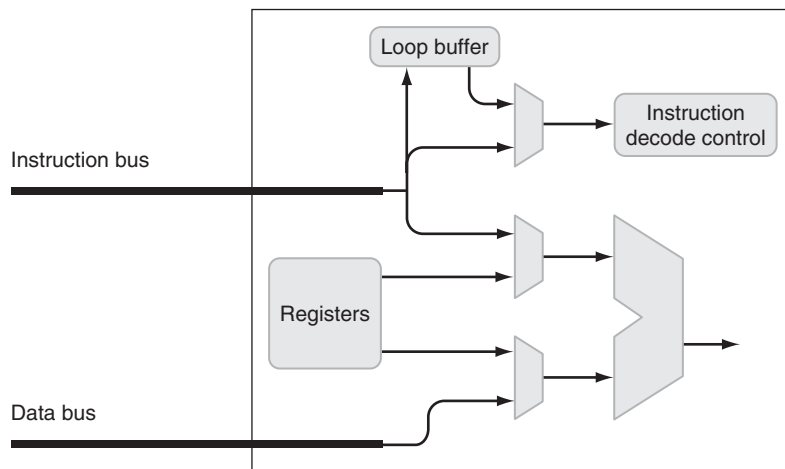 Loop buffer
Instruction
decode control
Instruction bus
Registers
Data bus